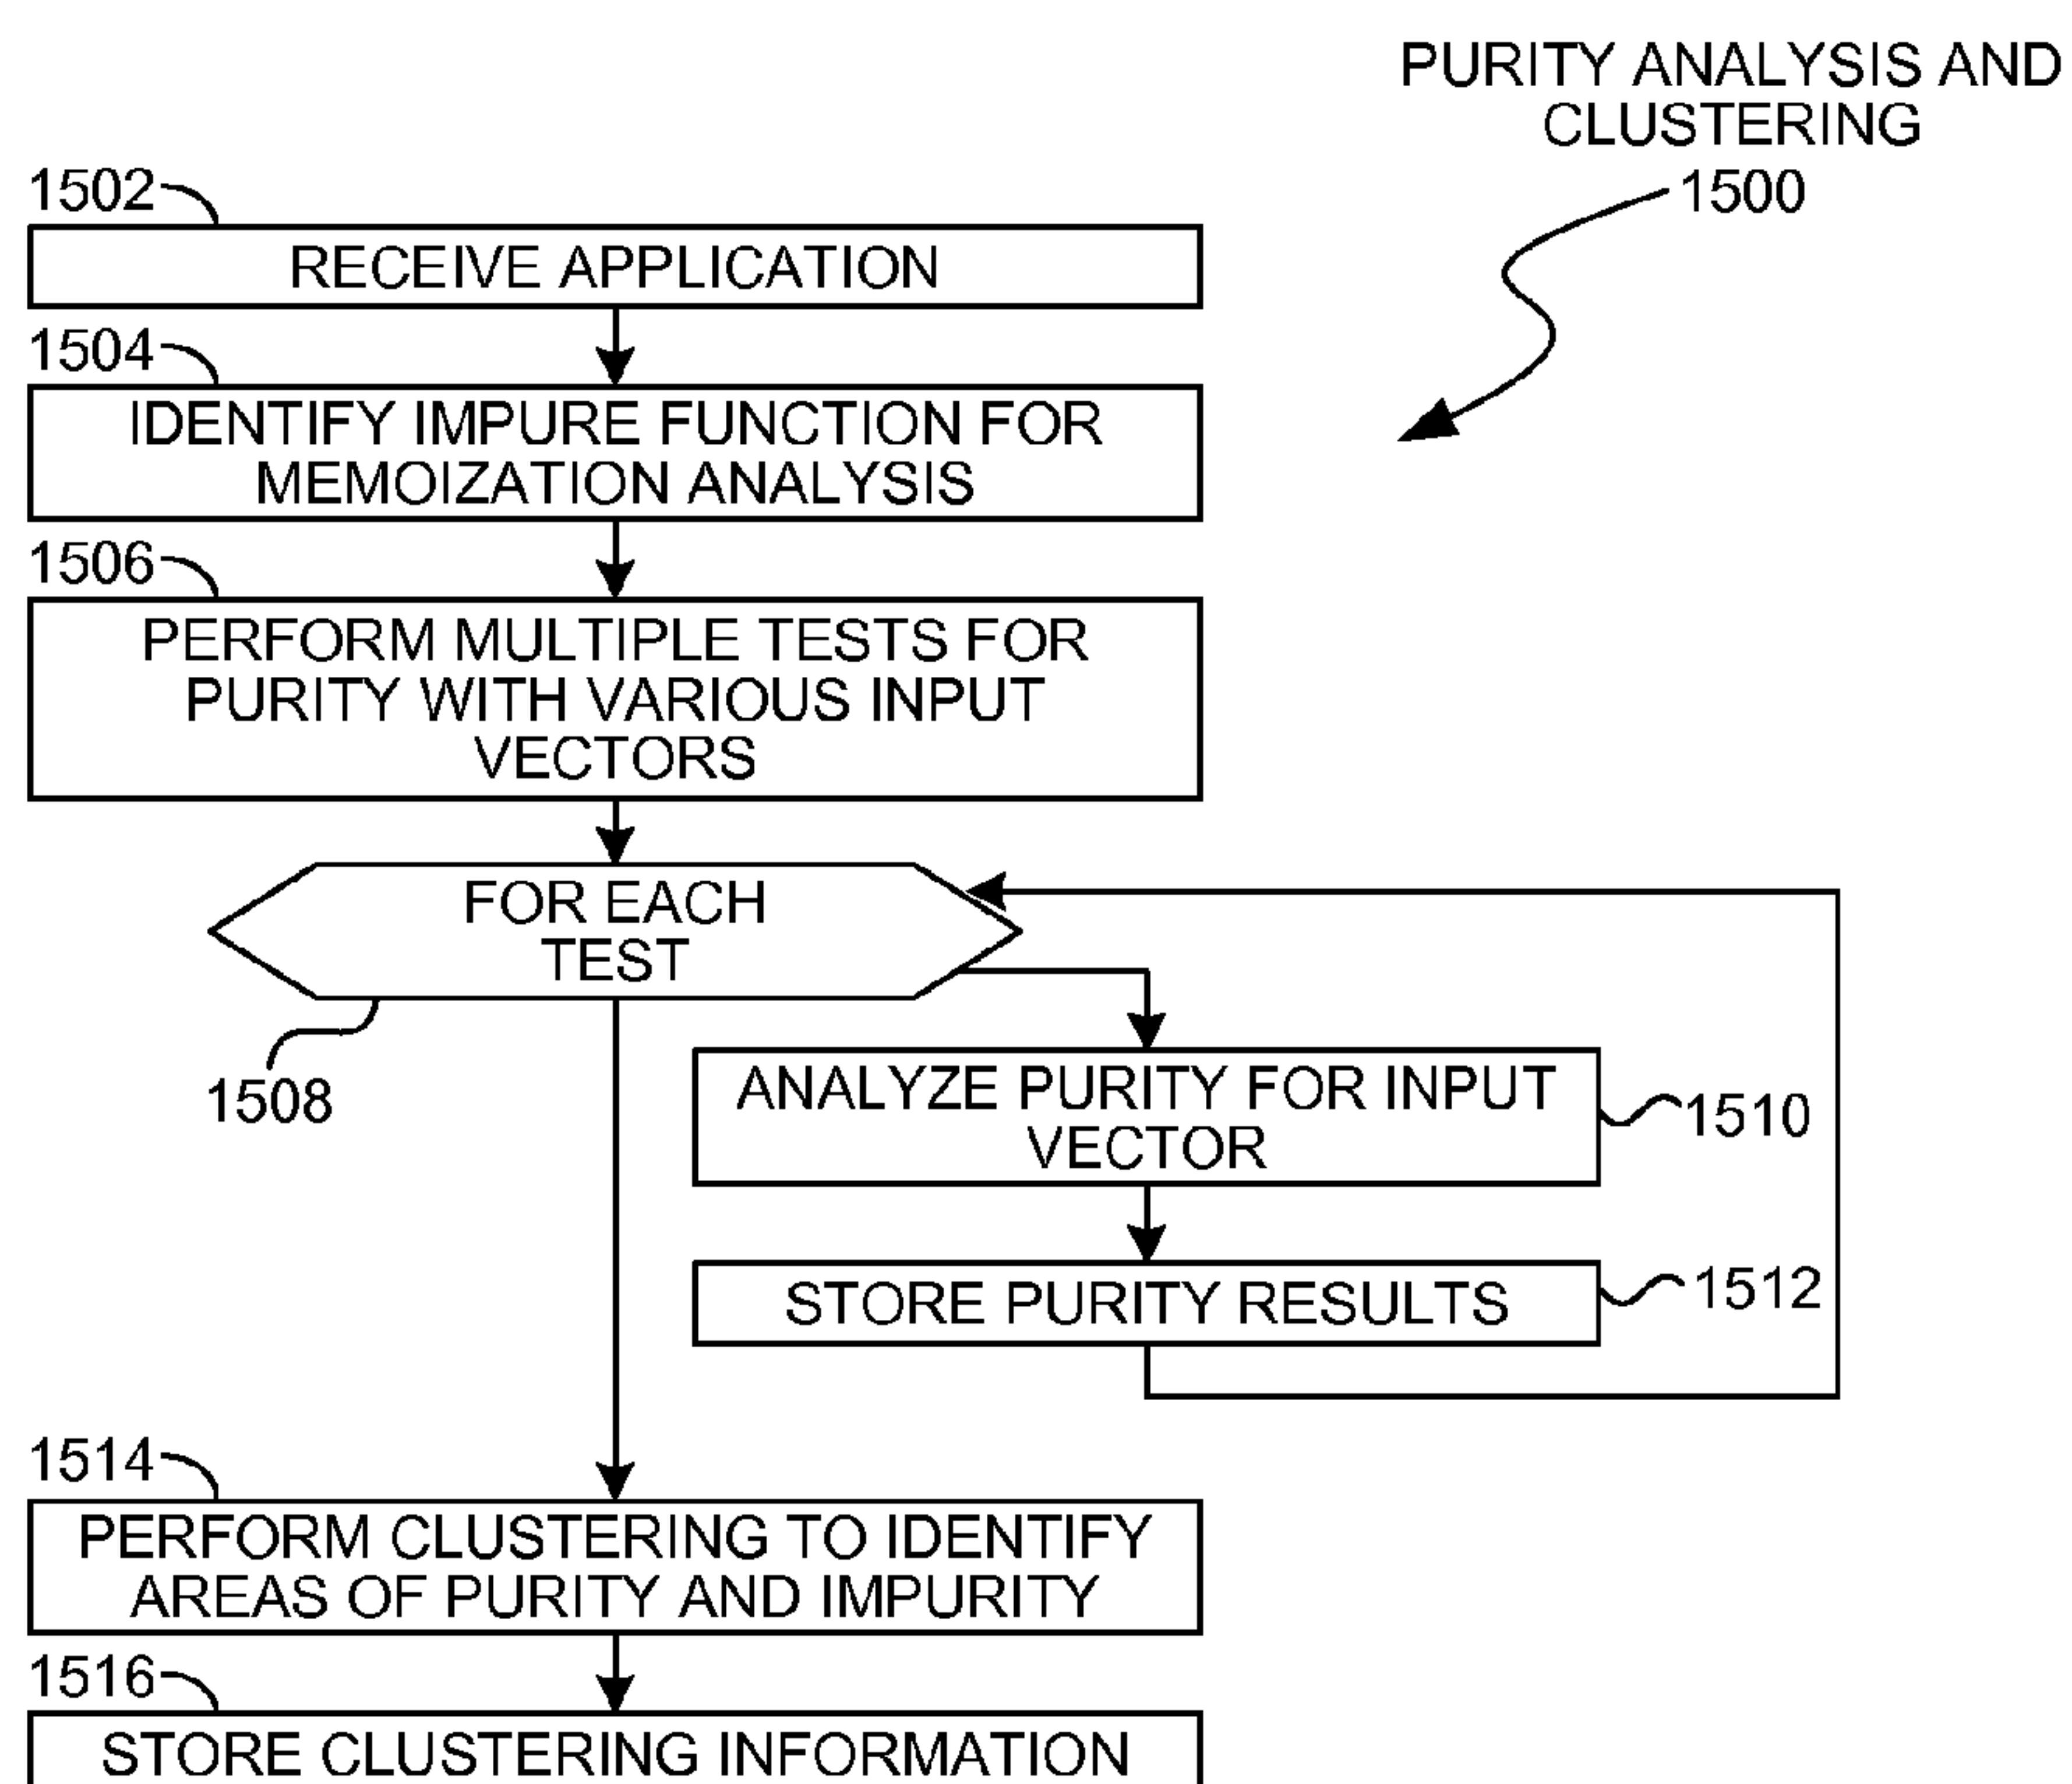 PURITY ANALYSIS AND
CLUSTERING
1500
1502
RECEIVE APPLICATION
1504
IDENTIFY IMPURE FUNCTION FOR
MEMOIZATION ANALYSIS
1506
PERFORM MULTIPLE TESTS FOR
PURITY WITH VARIOUS INPUT
VECTORS
FOR EACH
TEST
1508
ANALYZE PURITY FOR INPUT
VECTOR
1510
STORE PURITY RESULTS
1512
1514
PERFORM CLUSTERING TO IDENTIFY
AREAS OF PURITY AND IMPURITY
1516
STORE CLUSTERING INFORMATION